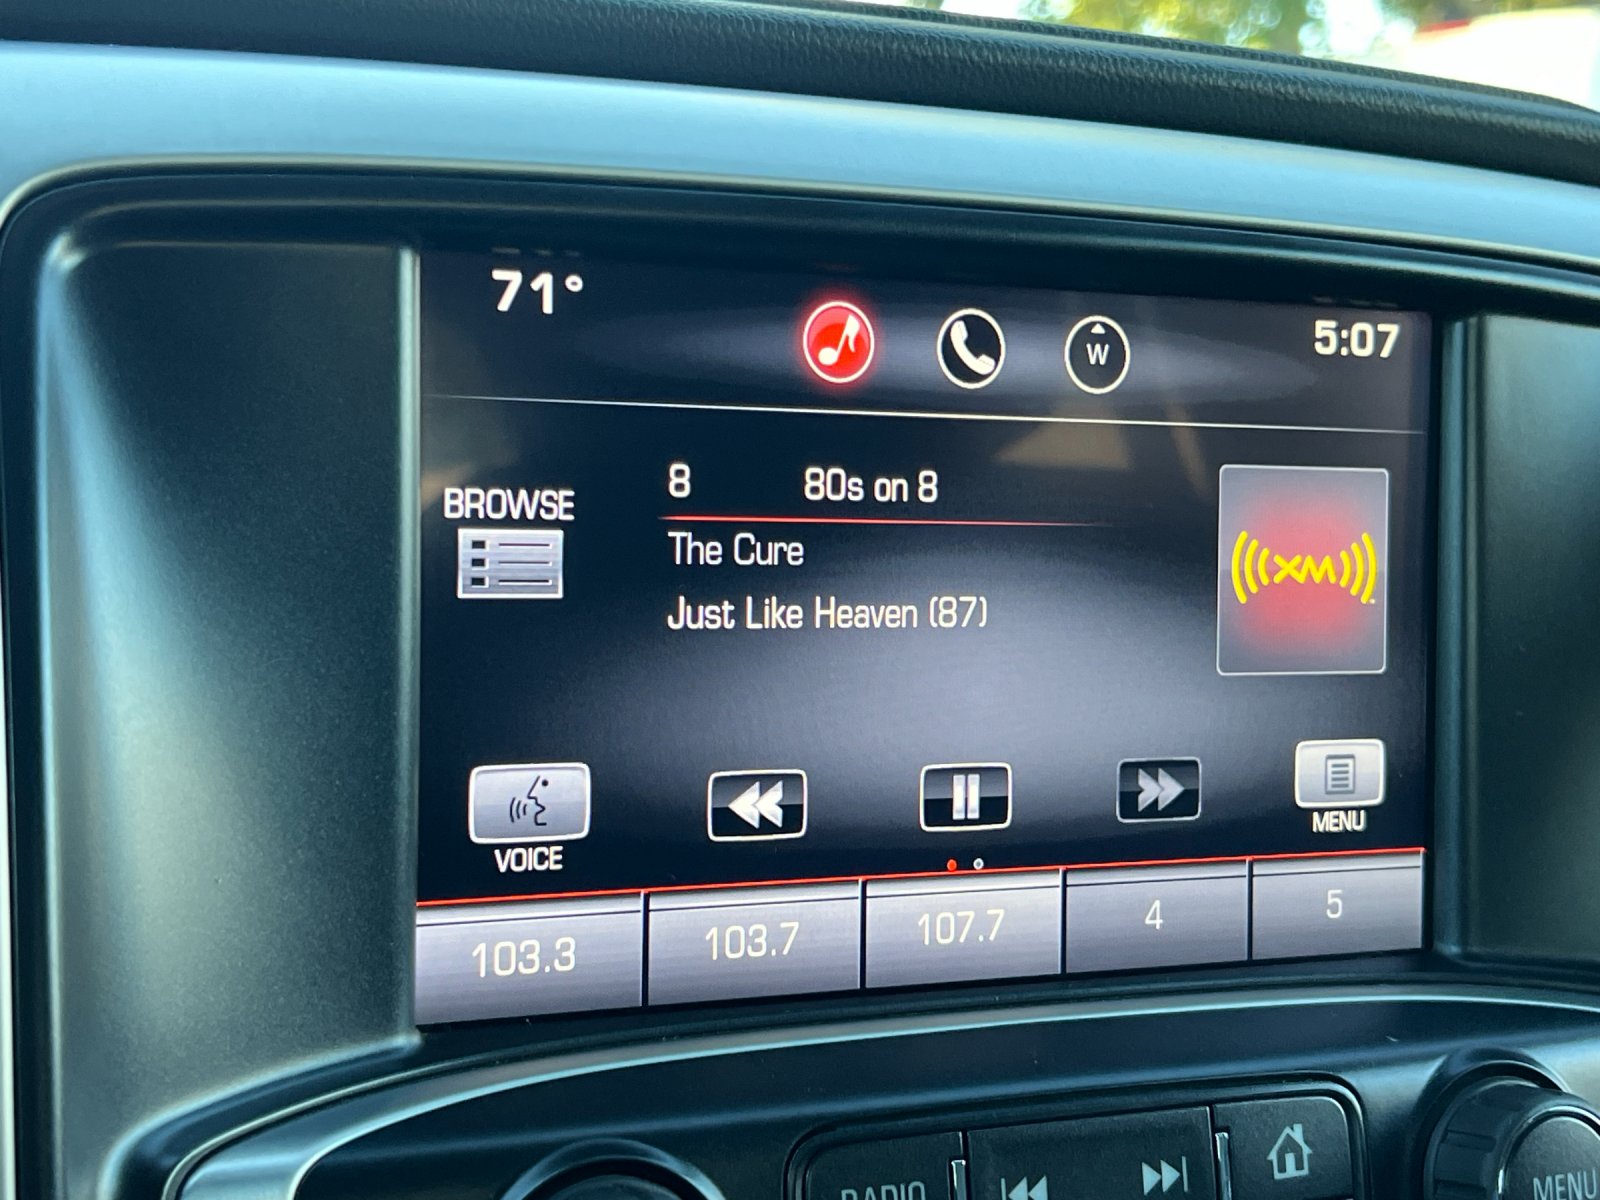 71°
5:07
W
8 80s on 8
BROWSE
The Cure
Just Like Heaven (87)
XM
VOICE
MENU
103.3 103.7 107.7 4 5
RADIO
MENU